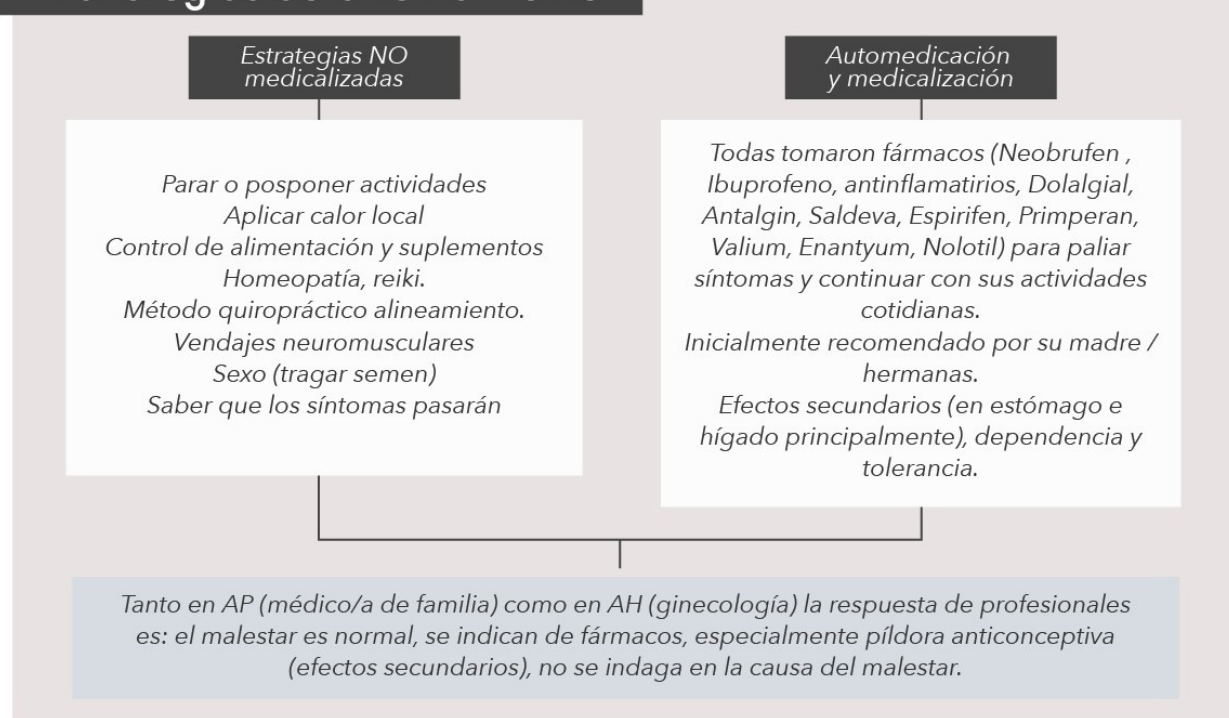 Estrategias NO
medicalizadas
Parar o posponer actividades
Aplicar calor local
Control de alimentación y suplementos
Homeopatía, reiki.
Método quiropráctico alineamiento.
Vendajes neuromusculares
Sexo (tragar semen)
Saber que los síntomas pasarán
Automedicación
y medicalización
Todas tomaron fármacos (Neobrufen ,
Ibuprofeno, antinflamatirios, Dolalgial,
Antalgin, Saldeva, Espirifen, Primperan,
Valium, Enantyum, Nolotil) para paliar
síntomas y continuar con sus actividades
cotidianas.
Inicialmente recomendado por su madre /
hermanas.
Efectos secundarios (en estómago e
hígado principalmente), dependencia y
tolerancia.
Tanto en AP (médico/a de familia) como en AH (ginecología) la respuesta de profesionales
es: el malestar es normal, se indican de fármacos, especialmente píldora anticonceptiva
(efectos secundarios), no se indaga en la causa del malestar.